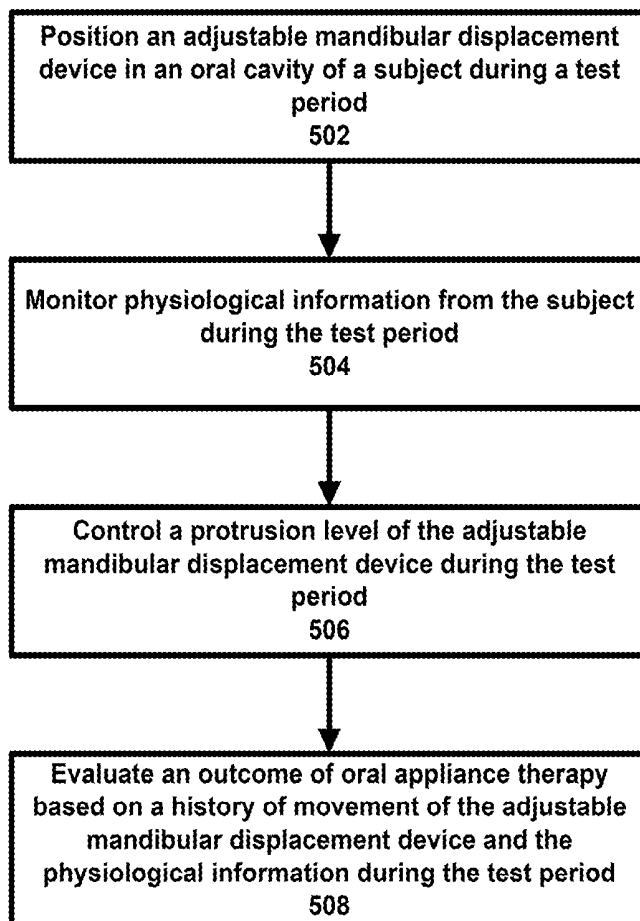 Position an adjustable mandibular displacement
device in an oral cavity of a subject during a test
period
502
Monitor physiological information from the subject
during the test period
504
Control a protrusion level of the adjustable
mandibular displacement device during the test
period
506
Evaluate an outcome of oral appliance therapy
based on a history of movement of the adjustable
mandibular displacement device and the
physiological information during the test period
508